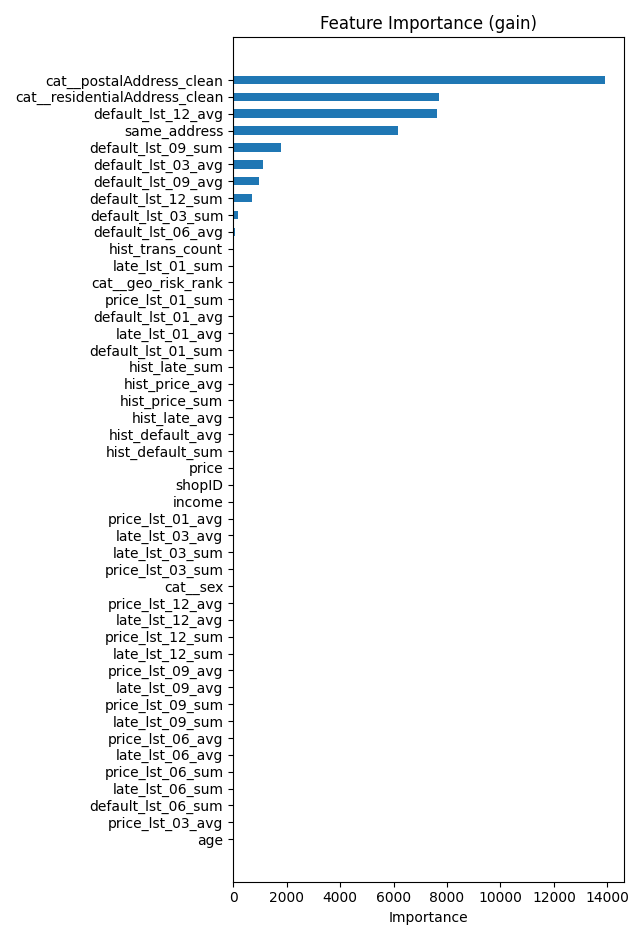 Feature Importance (gain)
cat__postalAddress_clean
cat__residentialAddress_clean
default_lst_12_avg
same_address
default_lst_09_sum
default_lst_03_avg
default_lst_09_avg
default_lst_12_sum
default_lst_03_sum
default_lst_06_avg
hist_trans_count
late_lst_01_sum
cat__geo_risk_rank
price_lst_01_sum
default_lst_01_avg
late_lst_01_avg
default_lst_01_sum
hist_late_sum
hist_price_avg
hist_price_sum
hist_late_avg
hist_default_avg
hist_default_sum
price
shopID
income
price_lst_01_avg
late_lst_03_avg
late_lst_03_sum
price_lst_03_sum
cat__sex
price_lst_12_avg
late_lst_12_avg
price_lst_12_sum
late_lst_12_sum
price_lst_09_avg
late_lst_09_avg
price_lst_09_sum
late_lst_09_sum
price_lst_06_avg
late_lst_06_avg
price_lst_06_sum
late_lst_06_sum
default_lst_06_sum
price_lst_03_avg
age
0 2000 4000 6000 8000 10000 12000 14000
Importance